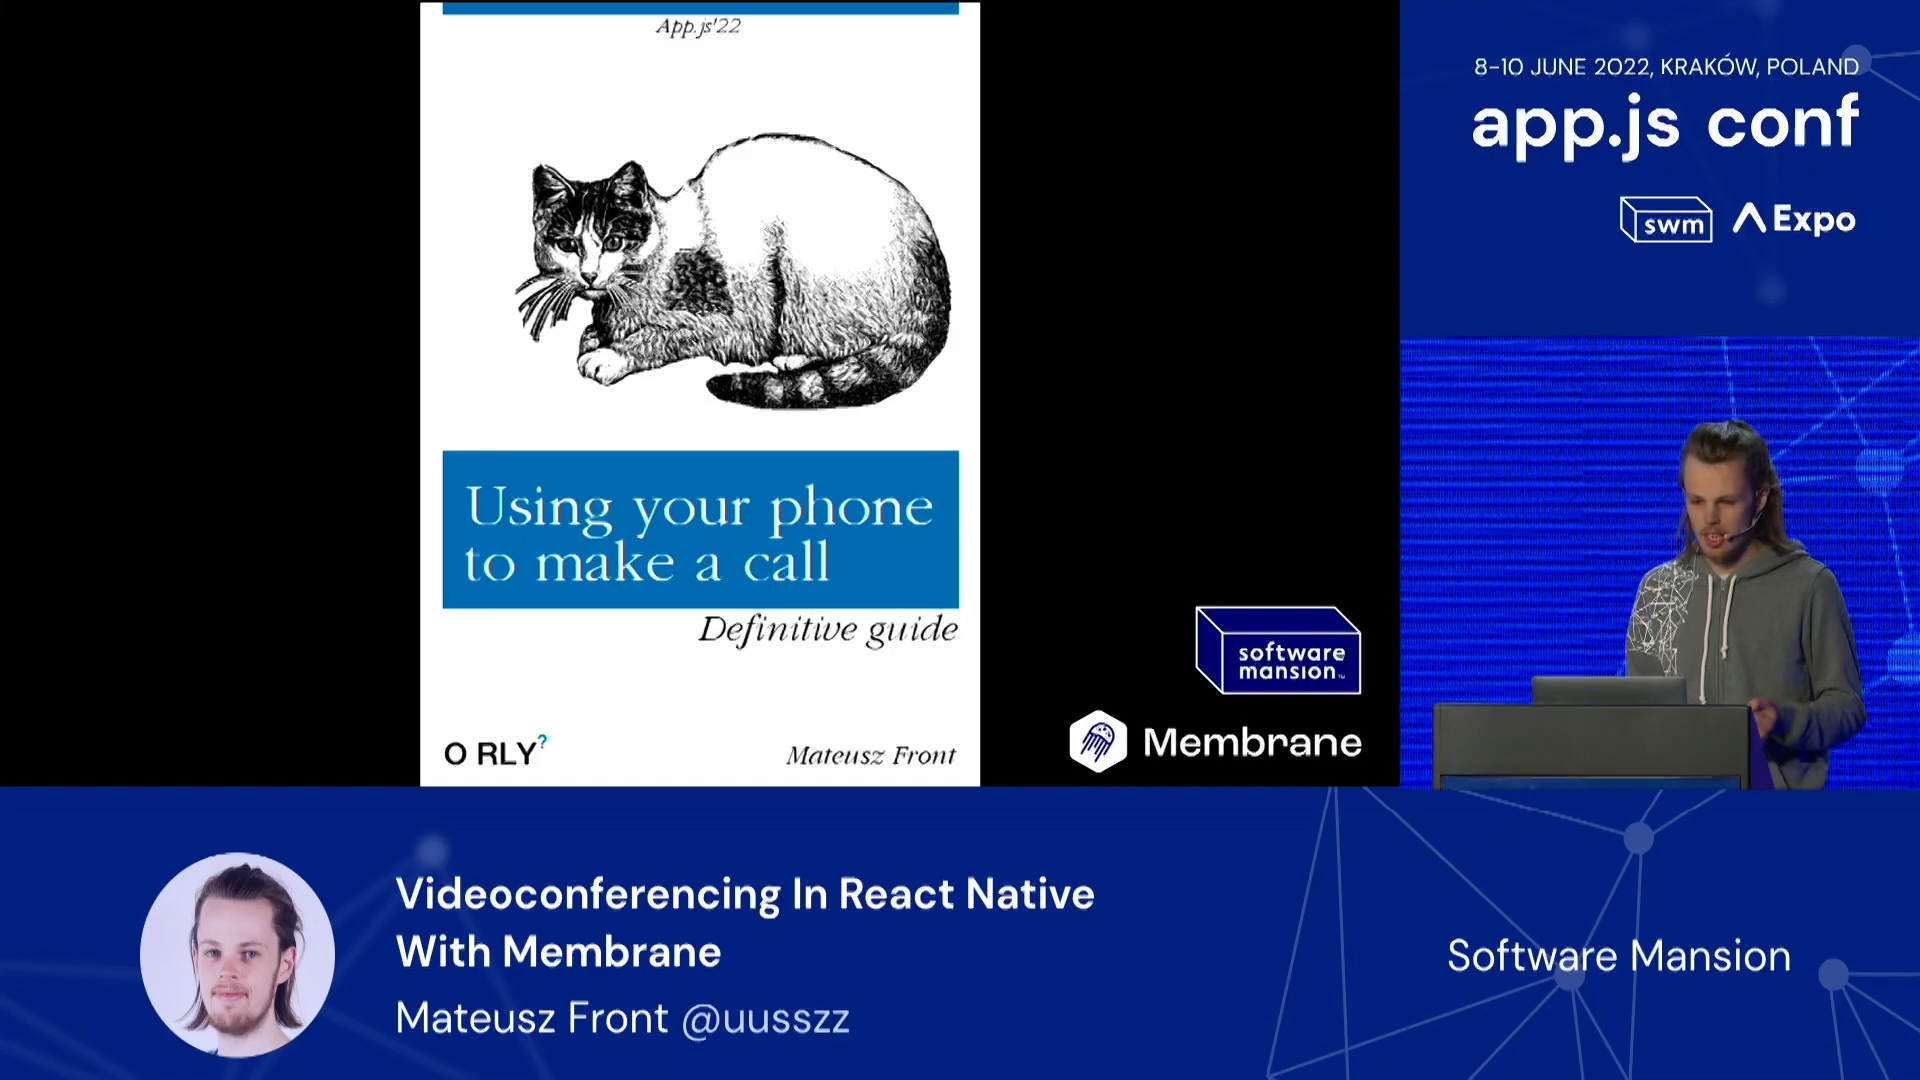 App.js'22
Using your phone
to make a call
Definitive guide
O RLY?
Mateusz Front
software
mansion™
Membrane
8–10 JUNE 2022, KRAKÓW, POLAND
app.js conf
swm
Expo
Videoconferencing In React Native
With Membrane
Mateusz Front @uusszz
Software Mansion